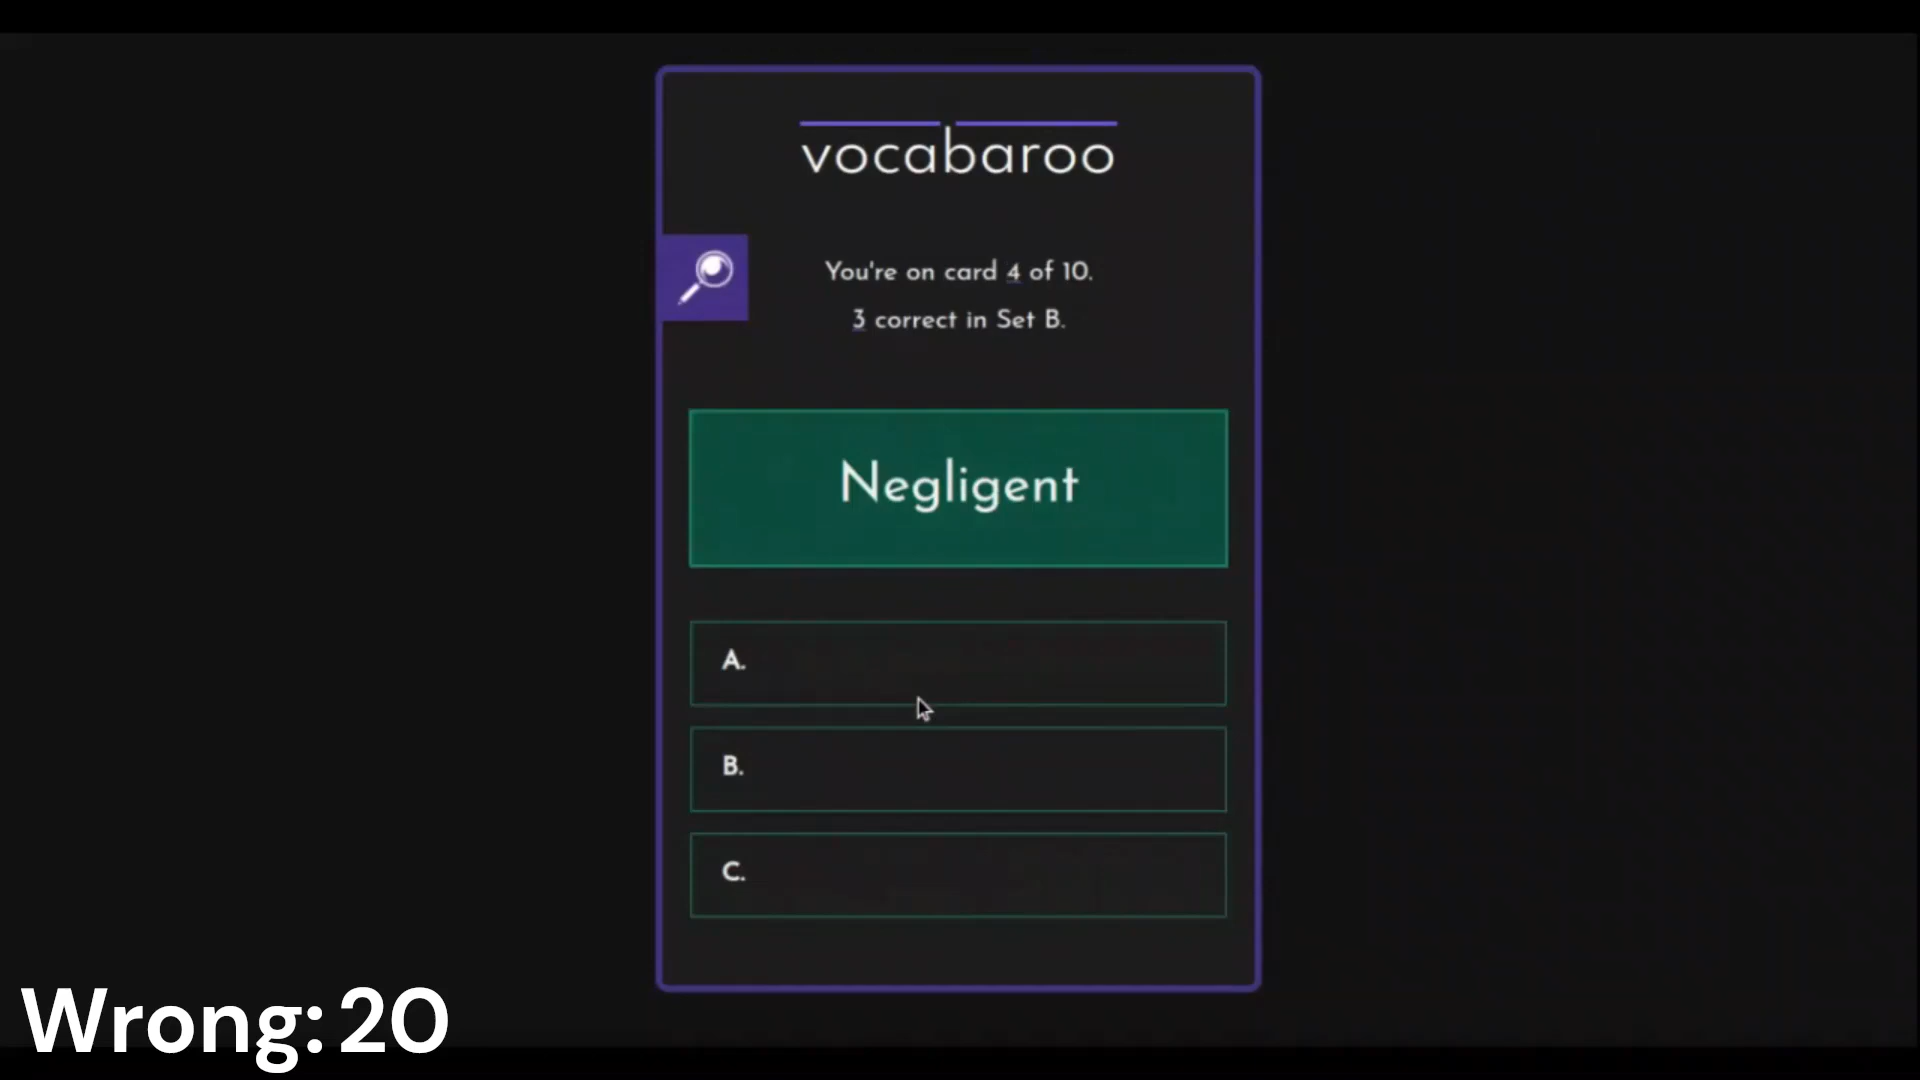 vocabaroo
You're on card 4 of 10.
3 correct in Set B.
Negligent
A.
B.
C.
Wrong: 20